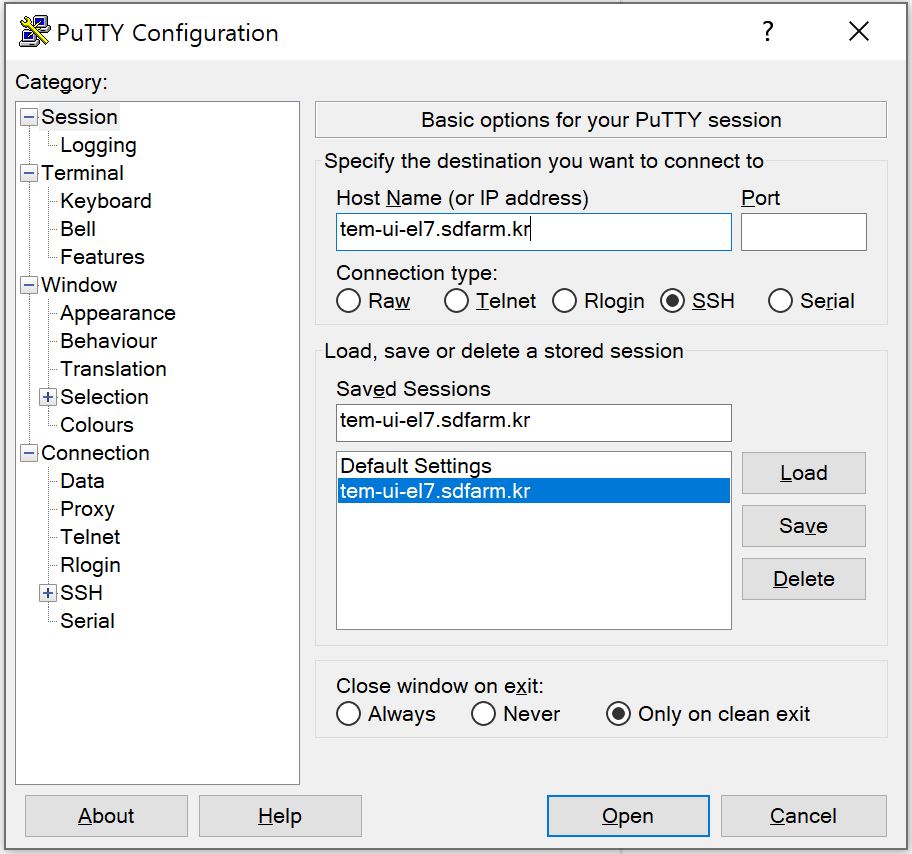 PuTTY Configuration
?
Category:
Session
Logging
Terminal
Keyboard
Bell
Features
Window
Appearance
Behaviour
Translation
Selection
Colours
Connection
Data
Proxy
Telnet
Rlogin
SSH
Serial
Basic options for your PuTTY session
Specify the destination you want to connect to
Host Name (or IP address) Port
tem-ui-el7.sdfarm.kr
Connection type:
Raw Telnet Rlogin SSH Serial
Load, save or delete a stored session
Saved Sessions
tem-ui-el7.sdfarm.kr
Default Settings
tem-ui-el7.sdfarm.kr
Load
Save
Delete
Close window on exit:
Always Never Only on clean exit
About Help Open Cancel